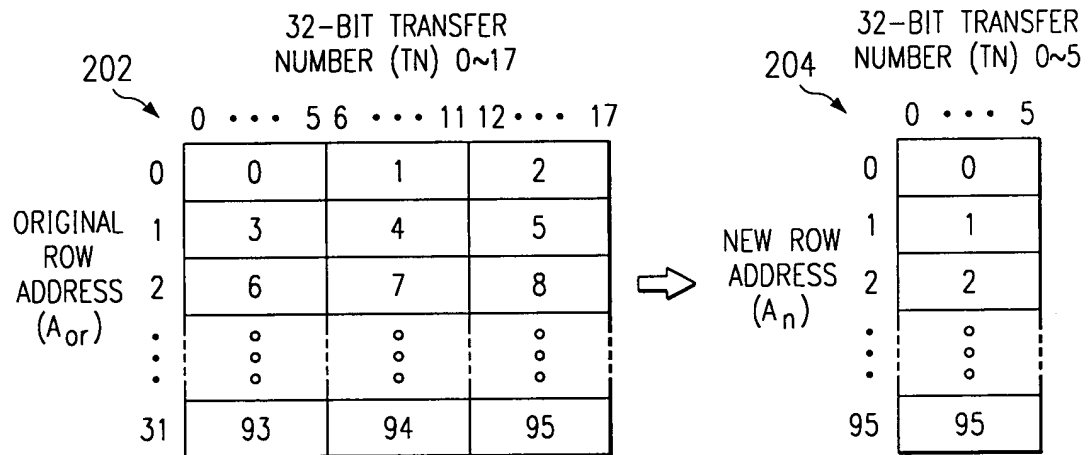 32-BIT TRANSFER
NUMBER (TN) 0~17
202
0 • • • 5 6 • • • 11 12 • • • 17
0 0 1 2
1 3 4 5
2 6 7 8
31 93 94 95
ORIGINAL
ROW
ADDRESS
(Aor)
32-BIT TRANSFER
NUMBER (TN) 0~5
204
0 • • • 5
0 0
1 1
2 2
95 95
NEW ROW
ADDRESS
(An)